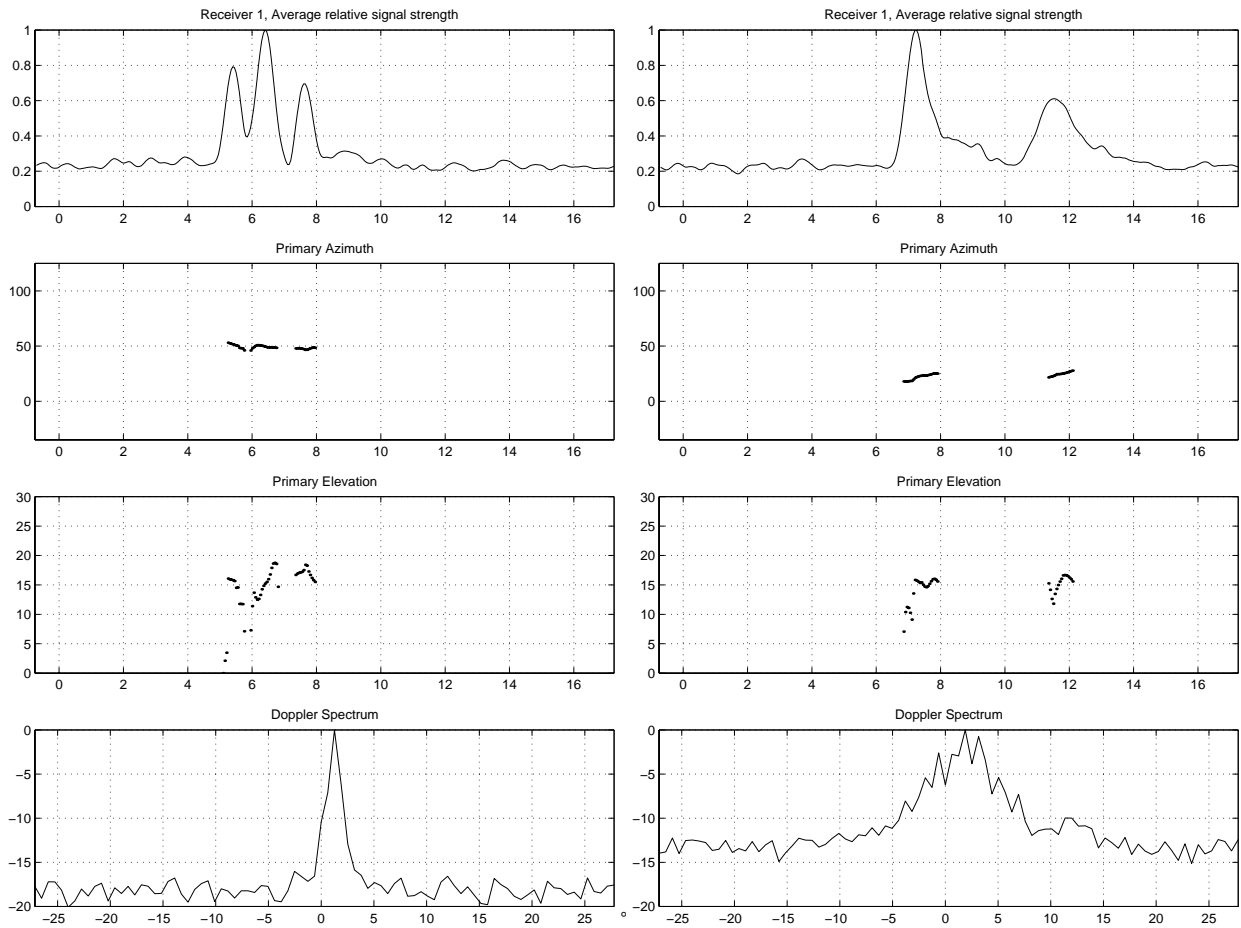 Receiver 1, Average relative signal strength
1
0.8
0.6
0.4
0.2
0
0 2 4 6 8 10 12 14 16
Primary Azimuth
100
50
0
0 2 4 6 8 10 12 14 16
Primary Elevation
30
25
20
15
10
5
0
0 2 4 6 8 10 12 14 16
Doppler Spectrum
0
−5
−10
−15
−20
−25 −20 −15 −10 −5 0 5 10 15 20 25
Receiver 1, Average relative signal strength
1
0.8
0.6
0.4
0.2
0
0 2 4 6 8 10 12 14 16
Primary Azimuth
100
50
0
0 2 4 6 8 10 12 14 16
Primary Elevation
30
25
20
15
10
5
0
0 2 4 6 8 10 12 14 16
Doppler Spectrum
0
−5
−10
−15
−20
−25 −20 −15 −10 −5 0 5 10 15 20 25